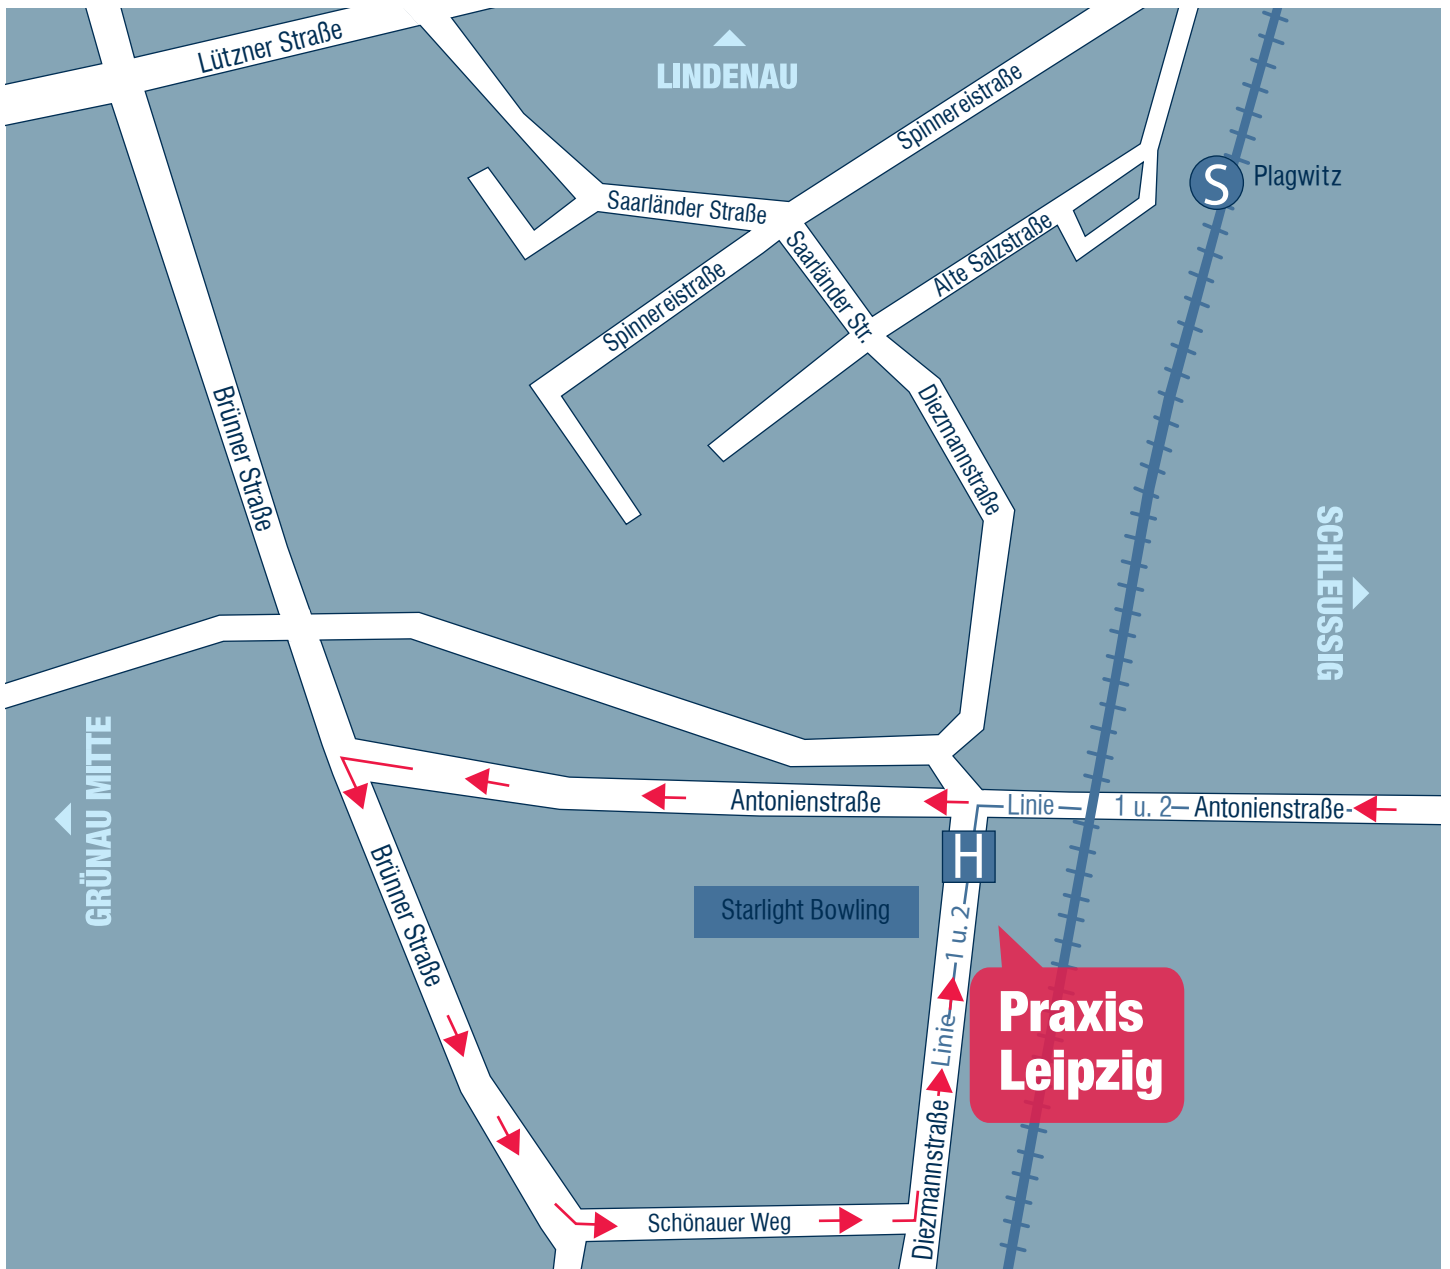 Lützner Straße
LINDENAU
Spinnereistraße
S
Plagwitz
Saarländer Straße
Saarländer Str.
Alte Salzstraße
Spinnereistraße
Brünner Straße
Diezmannstraße
SCHLEUSSIG
GRÜNAU MITTE
Antonienstraße
Linie
1 u. 2
Antonienstraße
H
Brünner Straße
Starlight Bowling
1 u. 2
Linie
Praxis
Leipzig
Diezmannstraße
Schönauer Weg
Diezmannstraße